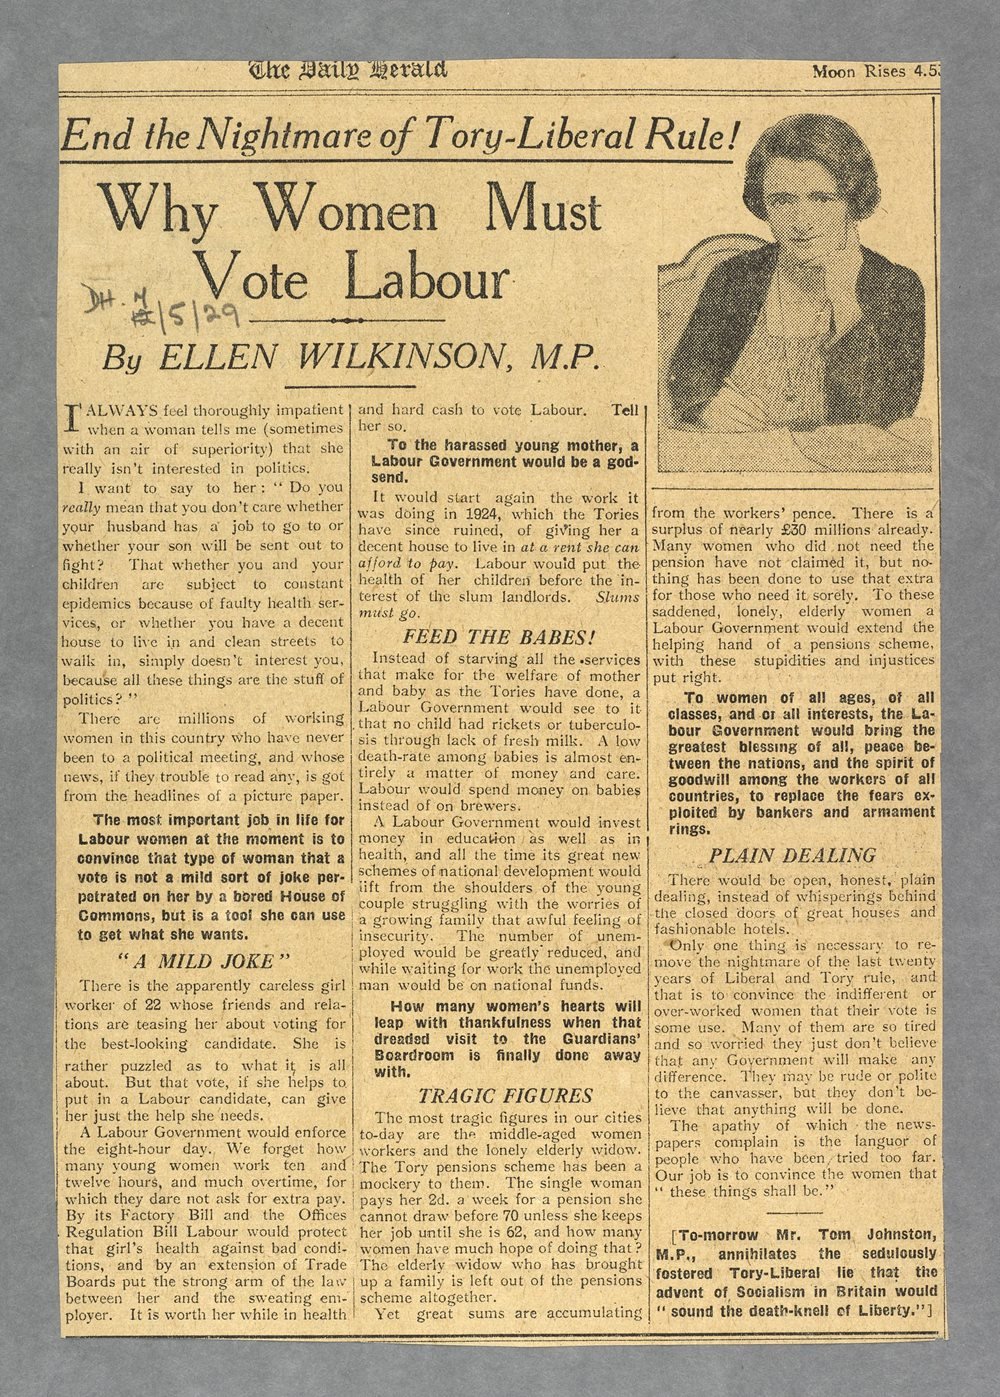 The Daily Herald
Moon Rises 4.5
End the Nightmare of Tory-Liberal Rule!
Why Women Must
Vote Labour
DH. /5/29
By ELLEN WILKINSON, M.P.
I ALWAYS feel thoroughly impatient
when a woman tells me (sometimes
with an air of superiority) that she
really isn't interested in politics.
I want to say to her: "Do you
really mean that you don't care whether
your husband has a job to go to or
whether your son will be sent out to
fight? That whether you and your
children are subject to constant
epidemics because of faulty health ser-
vices, or whether you have a decent
house to live in and clean streets to
walk in, simply doesn't interest you,
because all these things are the stuff of
politics?"
There are millions of working
women in this country who have never
been to a political meeting, and whose
news, if they trouble to read any, is got
from the headlines of a picture paper.
The most important job in life for
Labour women at the moment is to
convince that type of woman that a
vote is not a mild sort of joke per-
petrated on her by a bored House of
Commons, but is a tool she can use
to get what she wants.
"A MILD JOKE"
There is the apparently careless girl
worker of 22 whose friends and rela-
tions are teasing her about voting for
the best-looking candidate. She is
rather puzzled as to what it is all
about. But that vote, if she helps to
put in a Labour candidate, can give
her just the help she needs.
A Labour Government would enforce
the eight-hour day. We forget how
many young women work ten and
twelve hours, and much overtime, for
which they dare not ask for extra pay.
By its Factory Bill and the Offices
Regulation Bill Labour would protect
that girl's health against bad condi-
tions, and by an extension of Trade
Boards put the strong arm of the law
between her and the sweating em-
ployer. It is worth her while in health
and hard cash to vote Labour. Tell
her so.
To the harassed young mother, a
Labour Government would be a god-
send.
It would start again the work it
was doing in 1924, which the Tories
have since ruined, of giving her a
decent house to live in at a rent she can
afford to pay. Labour would put the
health of her children before the in-
terest of the slum landlords. Slums
must go.
FEED THE BABES!
Instead of starving all the services
that make for the welfare of mother
and baby as the Tories have done, a
Labour Government would see to it
that no child had rickets or tuberculo-
sis through lack of fresh milk. A low
death-rate among babies is almost en-
tirely a matter of money and care.
Labour would spend money on babies
instead of on brewers.
A Labour Government would invest
money in education as well as in
health, and all the time its great new
schemes of national development would
lift from the shoulders of the young
couple struggling with the worries of
a growing family that awful feeling of
insecurity. The number of unem-
ployed would be greatly reduced, and
while waiting for work the unemployed
man would be on national funds.
How many women's hearts will
leap with thankfulness when that
dreaded visit to the Guardians'
Boardroom is finally done away
with.
TRAGIC FIGURES
The most tragic figures in our cities
to-day are the middle-aged women
workers and the lonely elderly widow.
The Tory pensions scheme has been a
mockery to them. The single woman
pays her 2d. a week for a pension she
cannot draw before 70 unless she keeps
her job until she is 62, and how many
women have much hope of doing that?
The elderly widow who has brought
up a family is left out of the pensions
scheme altogether.
Yet great sums are accumulating
from the workers' pence. There is a
surplus of nearly £30 millions already.
Many women who did not need the
pension have not claimed it, but no-
thing has been done to use that extra
for those who need it sorely. To these
saddened, lonely, elderly women a
Labour Government would extend the
helping hand of a pensions scheme,
with these stupidities and injustices
put right.
To women of all ages, of all
classes, and or all interests, the La-
bour Government would bring the
greatest blessing of all, peace be-
tween the nations, and the spirit of
goodwill among the workers of all
countries, to replace the fears ex-
ploited by bankers and armament
rings.
PLAIN DEALING
There would be open, honest, plain
dealing, instead of whisperings behind
the closed doors of great houses and
fashionable hotels.
Only one thing is necessary to re-
move the nightmare of the last twenty
years of Liberal and Tory rule, and
that is to convince the indifferent or
over-worked women that their vote is
some use. Many of them are so tired
and so worried they just don't believe
that any Government will make any
difference. They may be rude or polite
to the canvasser, but they don't be-
lieve that anything will be done.
The apathy of which the news-
papers complain is the languor of
people who have been tried too far.
Our job is to convince the women that
"these things shall be."
[To-morrow Mr. Tom Johnston,
M.P., annihilates the sedulously
fostered Tory-Liberal lie that the
advent of Socialism in Britain would
"sound the death-knell of Liberty."]